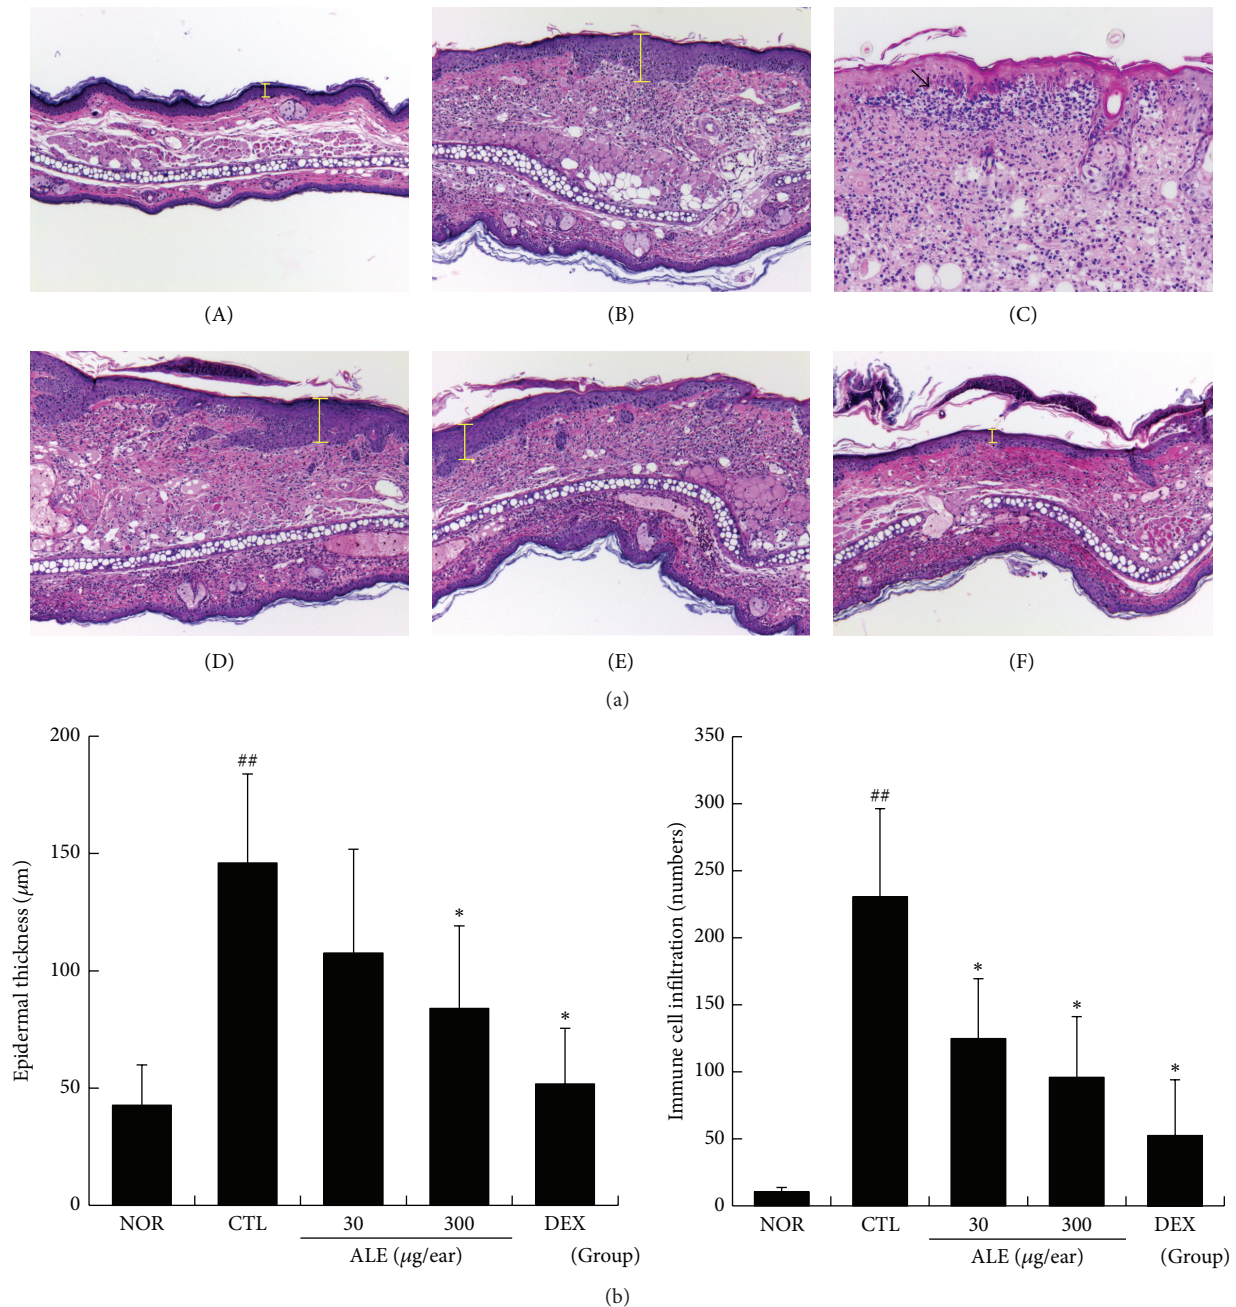 (A)
(B)
(C)
(D)
(E)
(F)
(a)
Epidermal thickness (μm)
200
150
100
50
0
##
*
*
NOR
CTL
30
300
DEX
ALE (μg/ear)
(Group)
Immune cell infiltration (numbers)
350
300
250
200
150
100
50
0
##
*
*
*
NOR
CTL
30
300
DEX
ALE (μg/ear)
(Group)
(b)